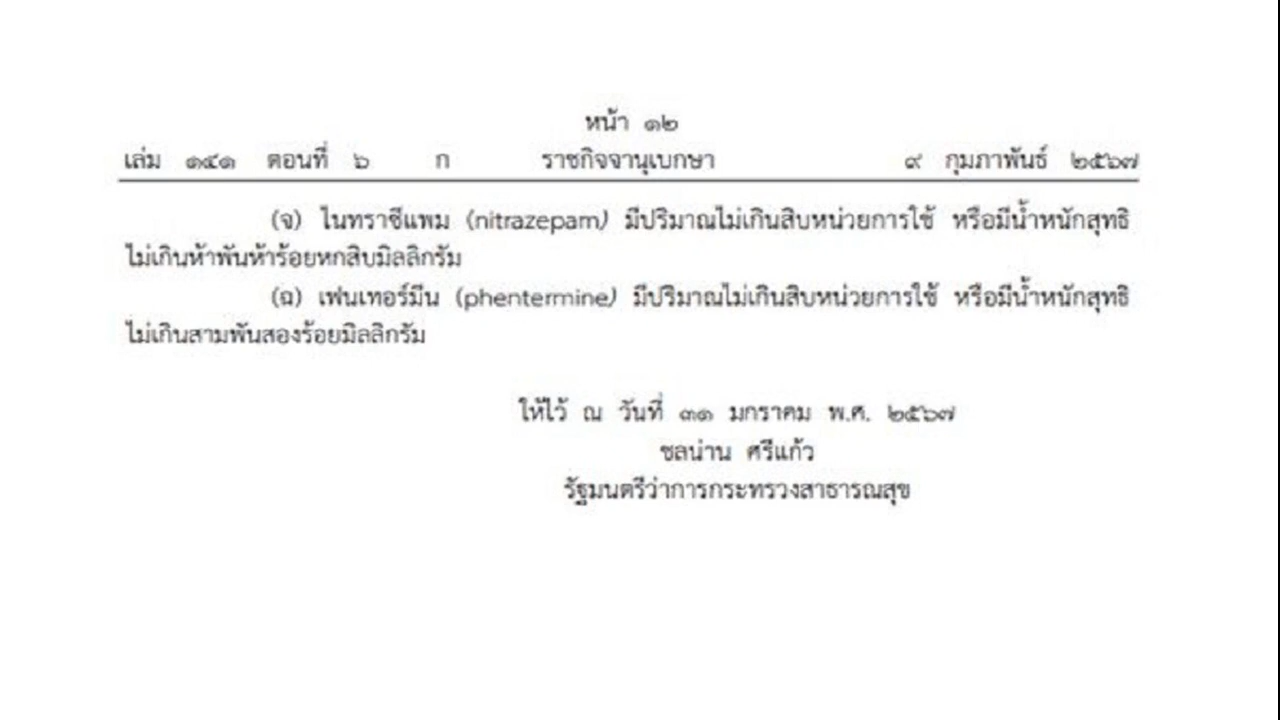 หน้า ๑๒
เล่ม ๑๔๑ ตอนที่ ๖ ก ราชกิจจานุเบกษา ๙ กุมภาพันธ์ ๒๕๖๗
(จ) ไนทราซีแพม (nitrazepam) มีปริมาณไม่เกินสิบหน่วยการใช้ หรือมีน้ำหนักสุทธิ
ไม่เกินห้าพันห้าร้อยหกสิบมิลลิกรัม
(ฉ) เฟนเทอร์มีน (phentermine) มีปริมาณไม่เกินสิบหน่วยการใช้ หรือมีน้ำหนักสุทธิ
ไม่เกินสามพันสองร้อยมิลลิกรัม
ให้ไว้ ณ วันที่ ๓๑ มกราคม พ.ศ. ๒๕๖๗
ชลน่าน ศรีแก้ว
รัฐมนตรีว่าการกระทรวงสาธารณสุข